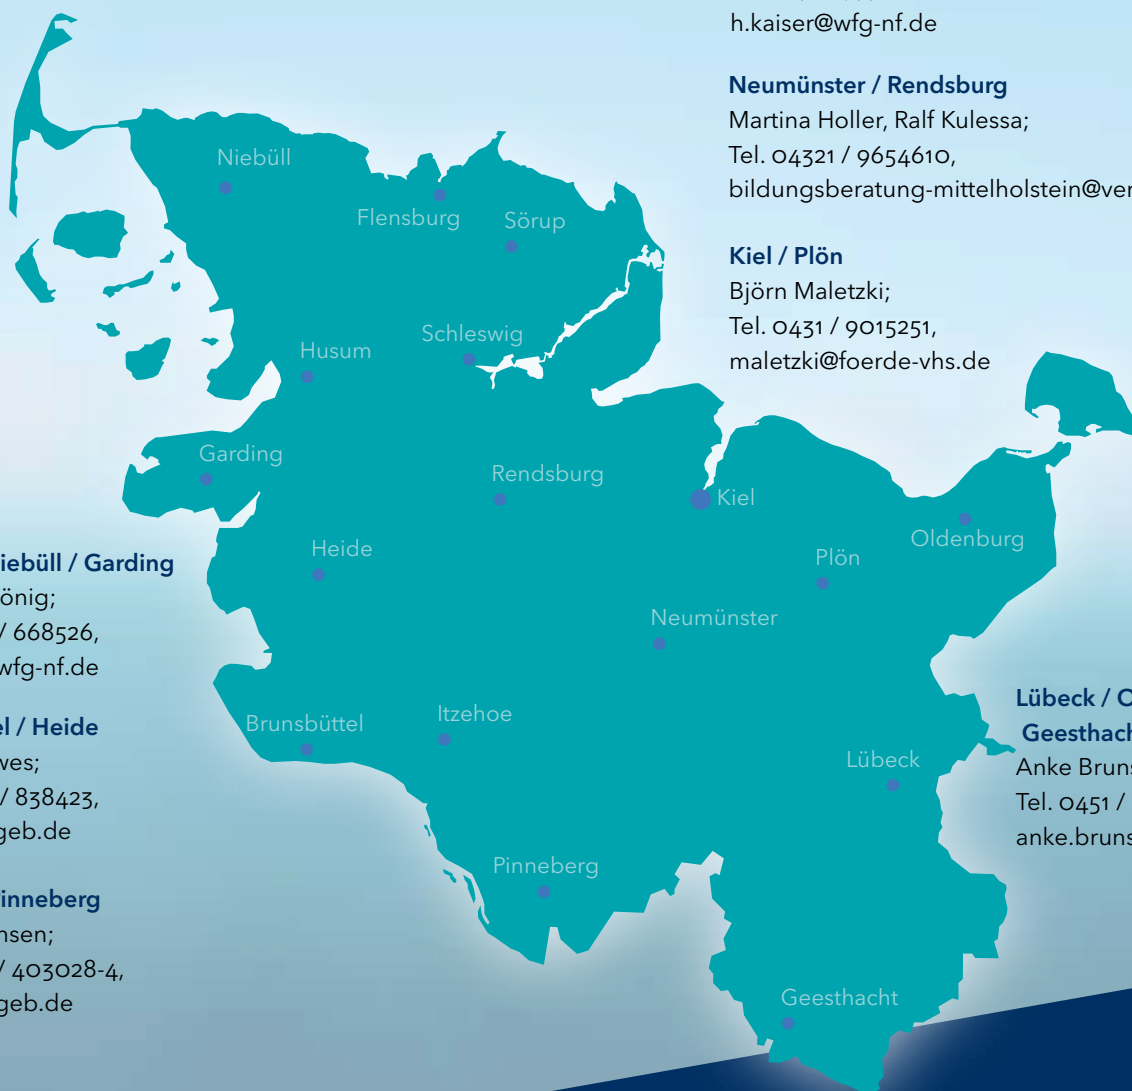 h.kaiser@wfg-nf.de
Neumünster / Rendsburg
Martina Holler, Ralf Kulessa;
Tel. 04321 / 9654610,
bildungsberatung-mittelholstein@ver
Kiel / Plön
Björn Maletzki;
Tel. 0431 / 9015251,
maletzki@foerde-vhs.de
Niebüll
Flensburg
Sörup
Schleswig
Husum
Garding
Rendsburg
Kiel
Oldenburg
Heide
Plön
Neumünster
Brunsbüttel
Itzehoe
Lübeck
Pinneberg
Geesthacht
iebüll / Garding
önig;
/ 668526,
wfg-nf.de
el / Heide
wes;
/ 838423,
geb.de
inneberg
nsen;
/ 403028-4,
geb.de
Lübeck / O
Geesthach
Anke Bruns
Tel. 0451 /
anke.bruns